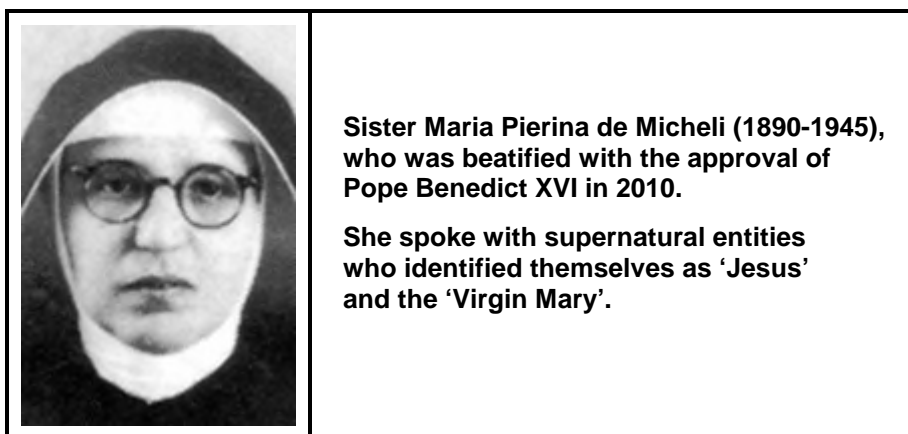 Sister Maria Pierina de Micheli (1890-1945),
who was beatified with the approval of
Pope Benedict XVI in 2010.
She spoke with supernatural entities
who identified themselves as ‘Jesus’
and the ‘Virgin Mary’.